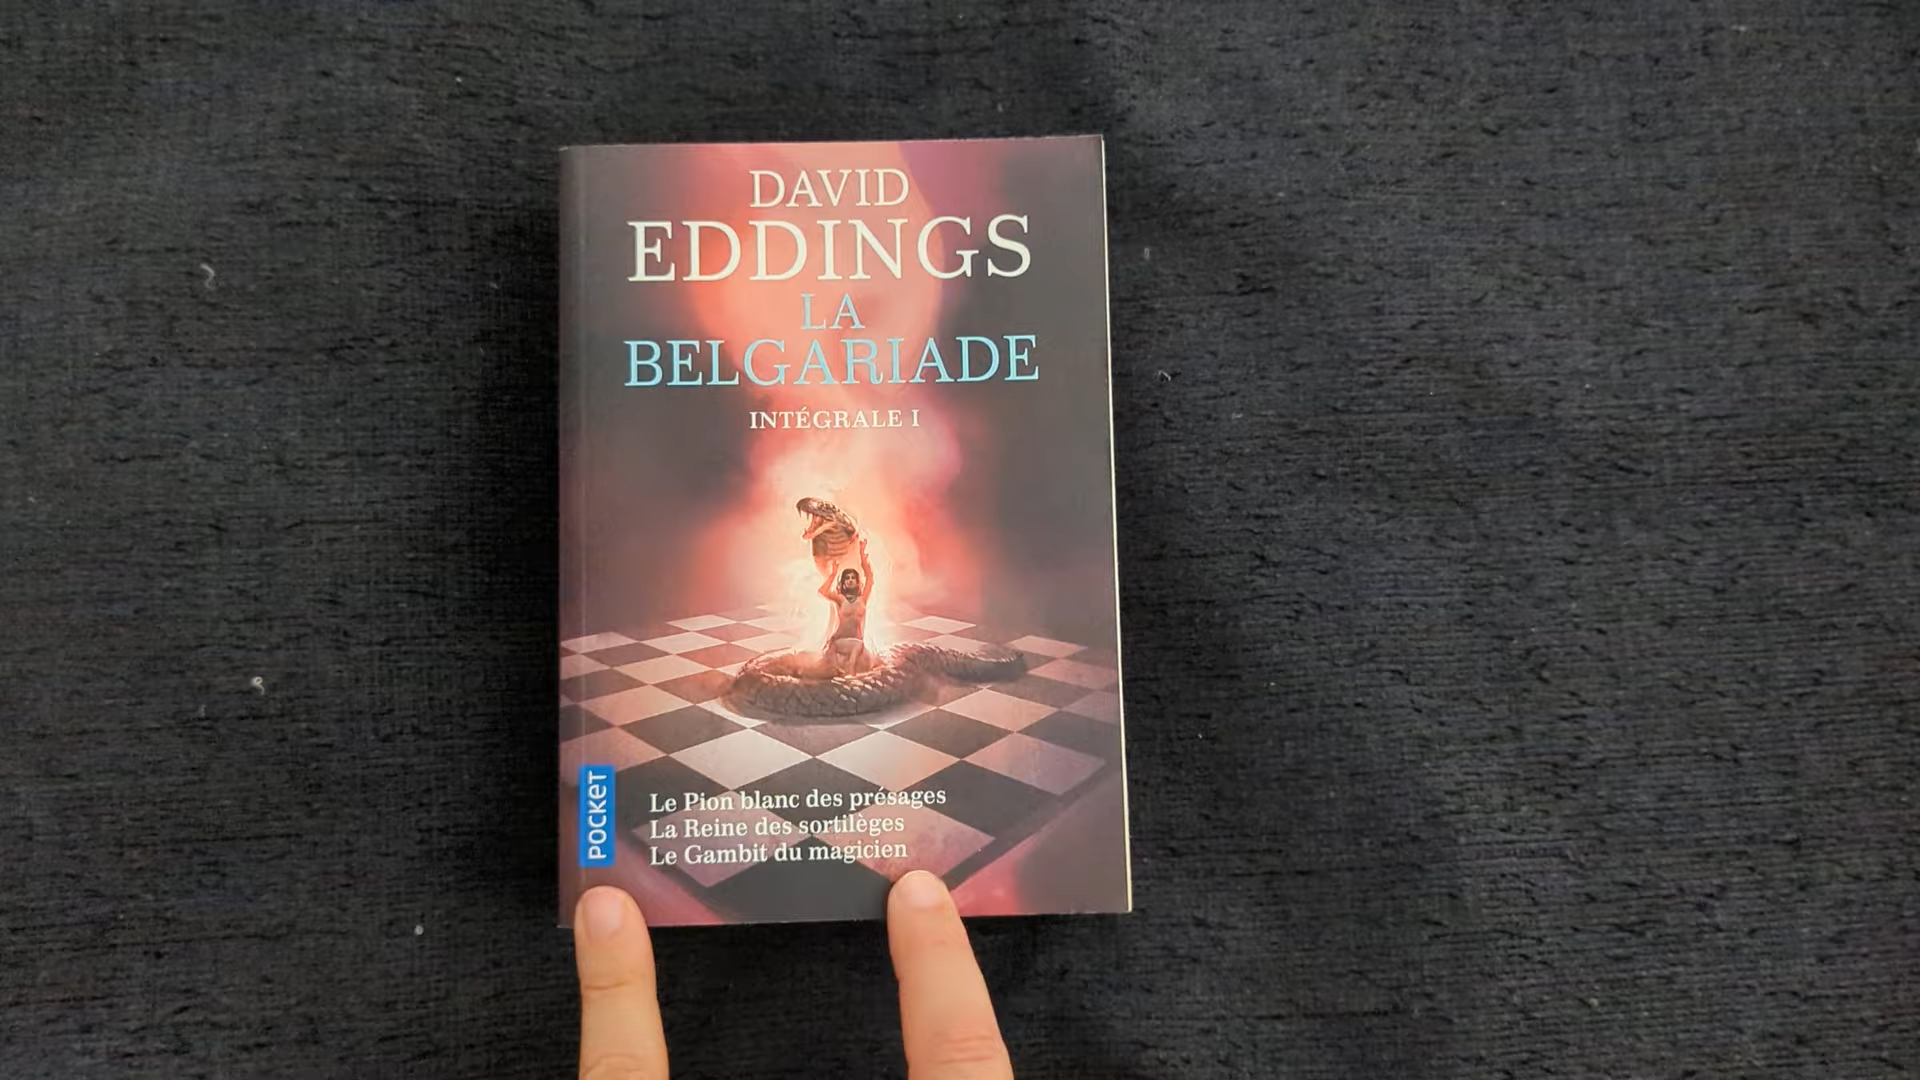 DAVID
EDDINGS
LA
BELGARIADE
INTÉGRALE I
POCKET
Le Pion blanc des présages
La Reine des sortilèges
Le Gambit du magicien